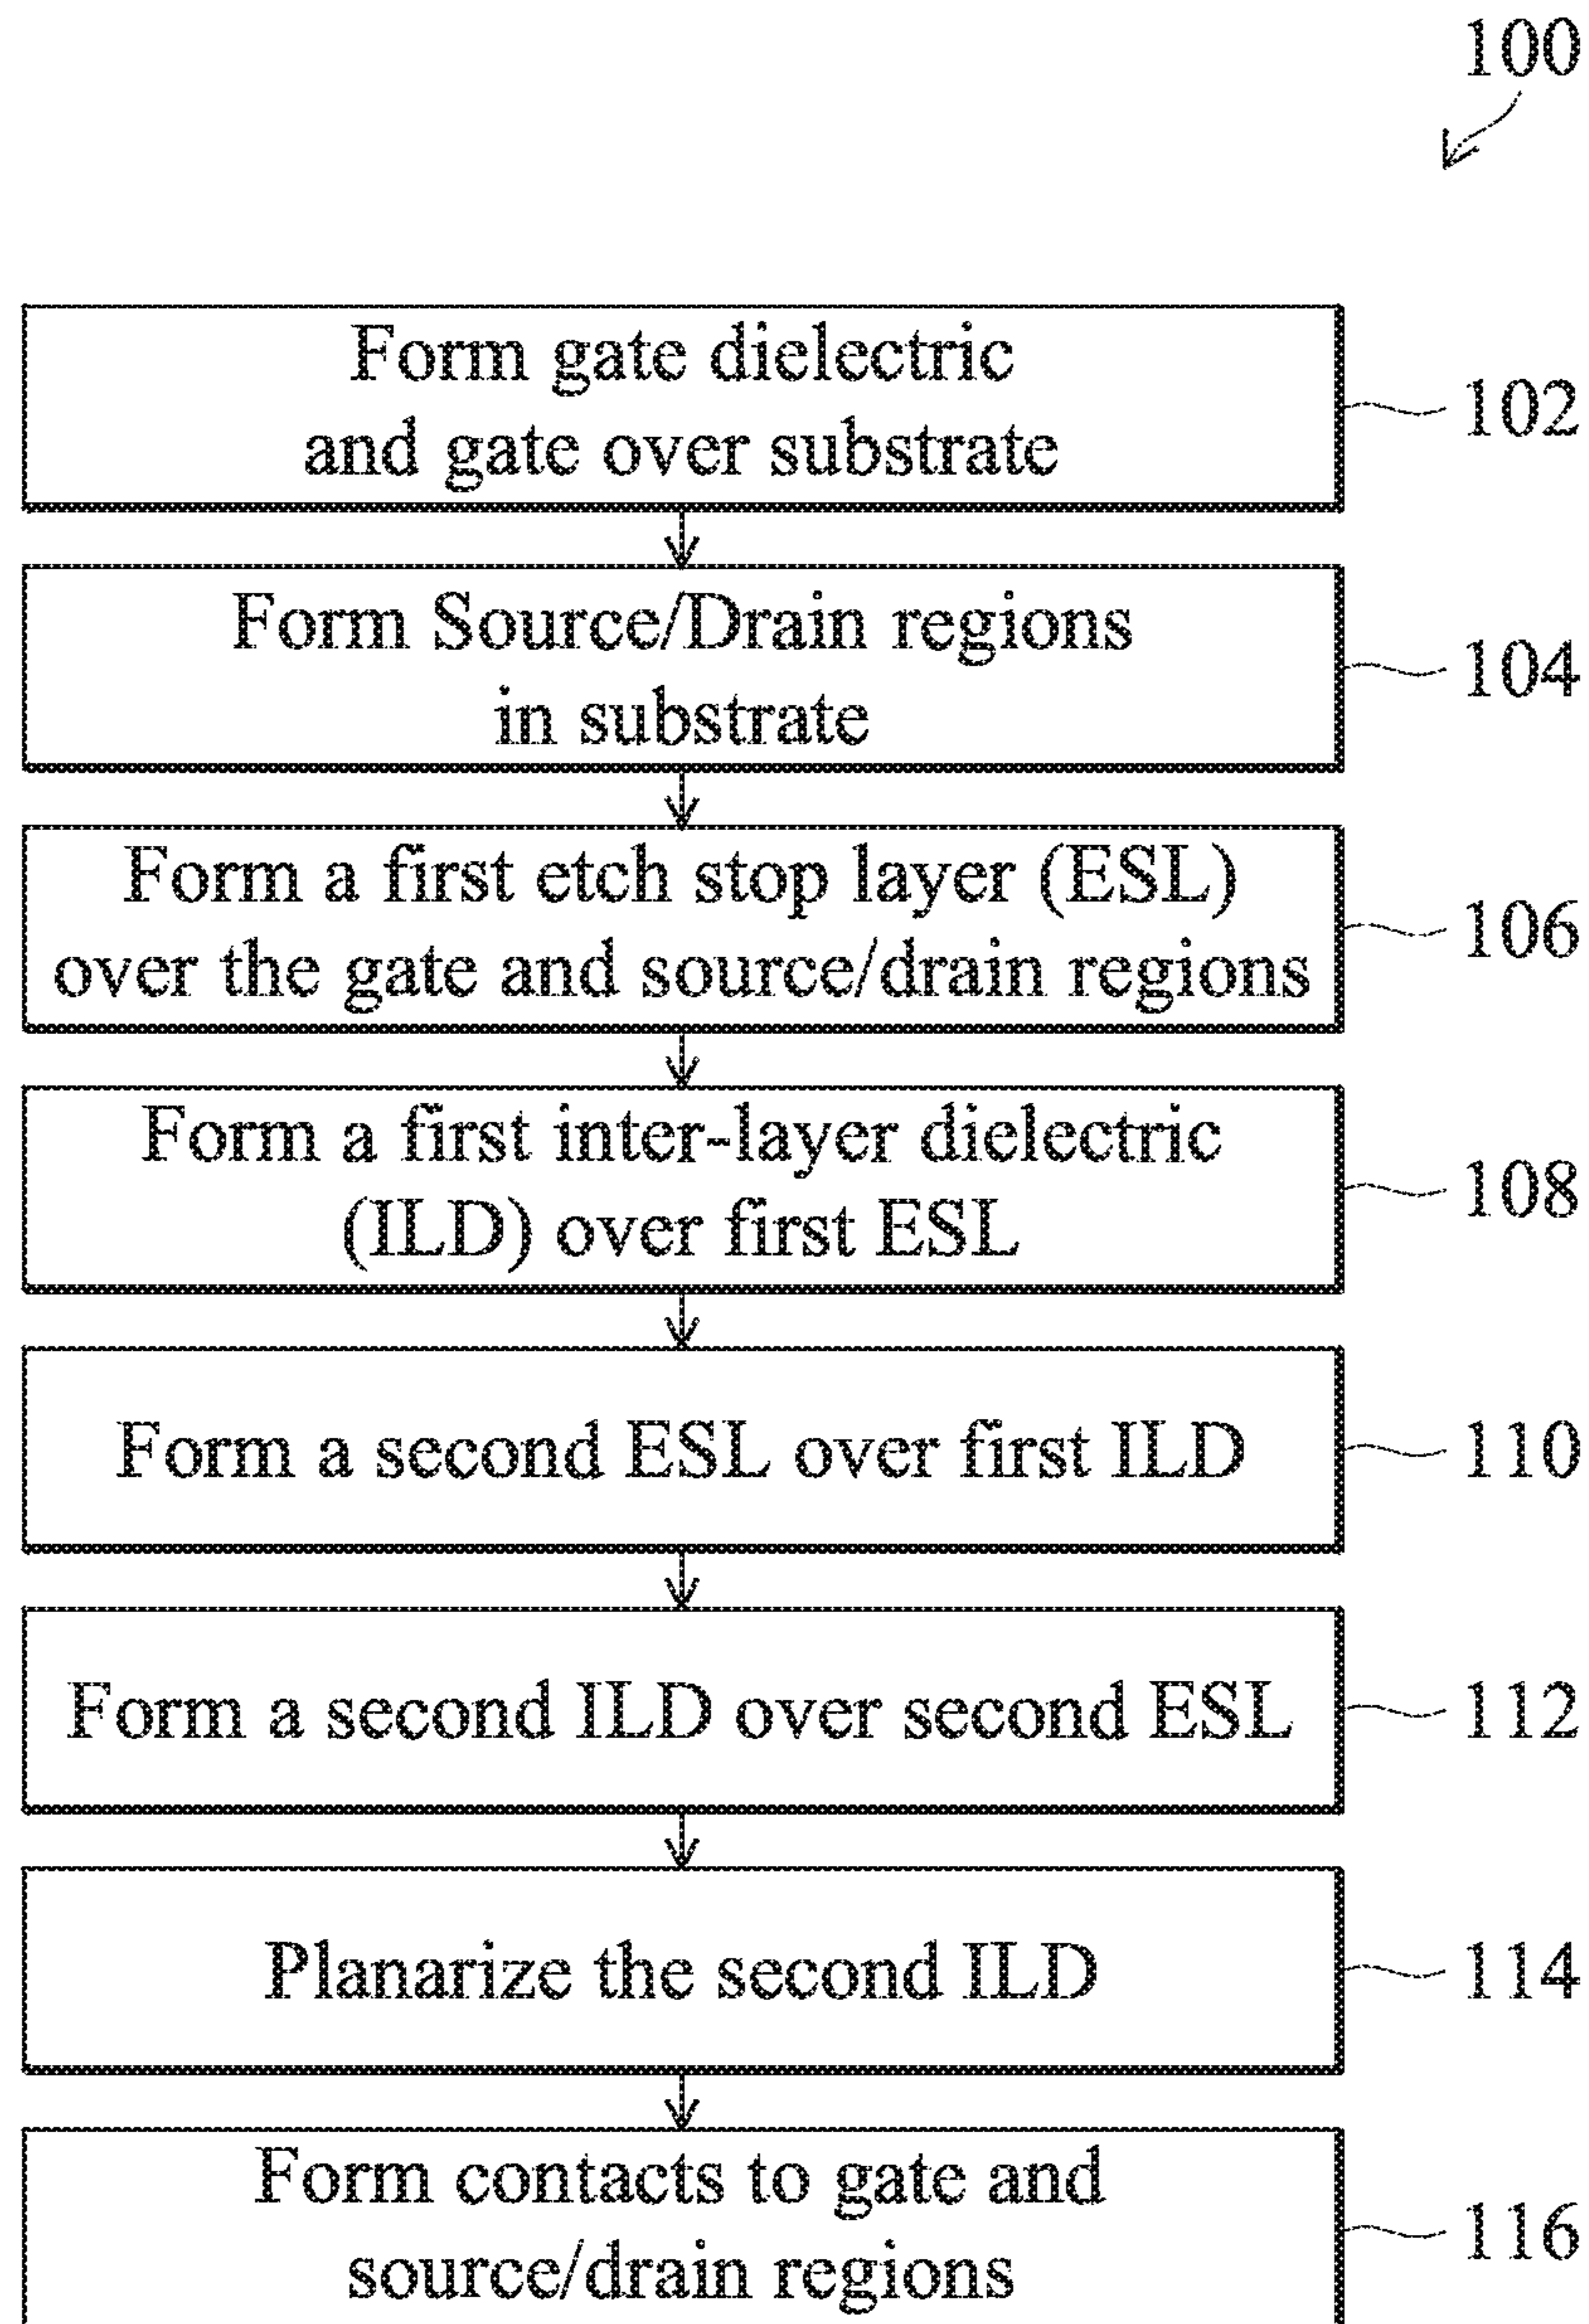 100
Form gate dielectric
and gate over substrate
102
Form Source/Drain regions
in substrate
104
Form a first etch stop layer (ESL)
over the gate and source/drain regions
106
Form a first inter-layer dielectric
(ILD) over first ESL
108
Form a second ESL over first ILD
110
Form a second ILD over second ESL
112
Planarize the second ILD
114
Form contacts to gate and
source/drain regions
116